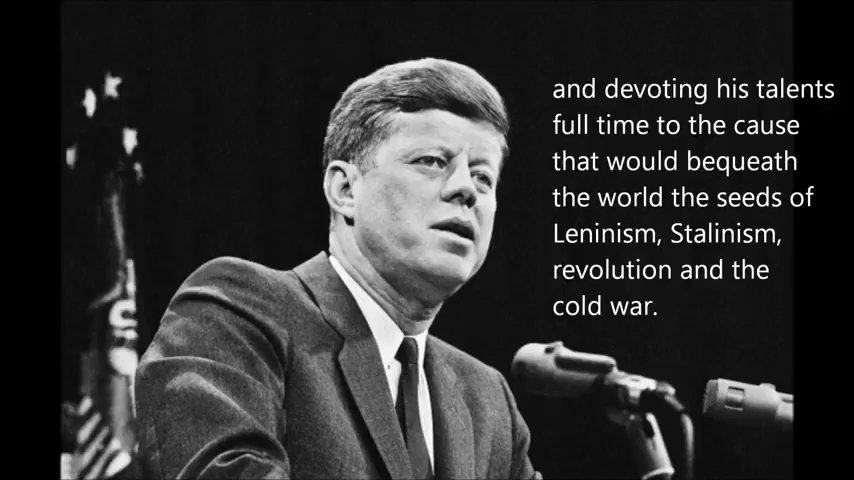 and devoting his talents
full time to the cause
that would bequeath
the world the seeds of
Leninism, Stalinism,
revolution and the
cold war.